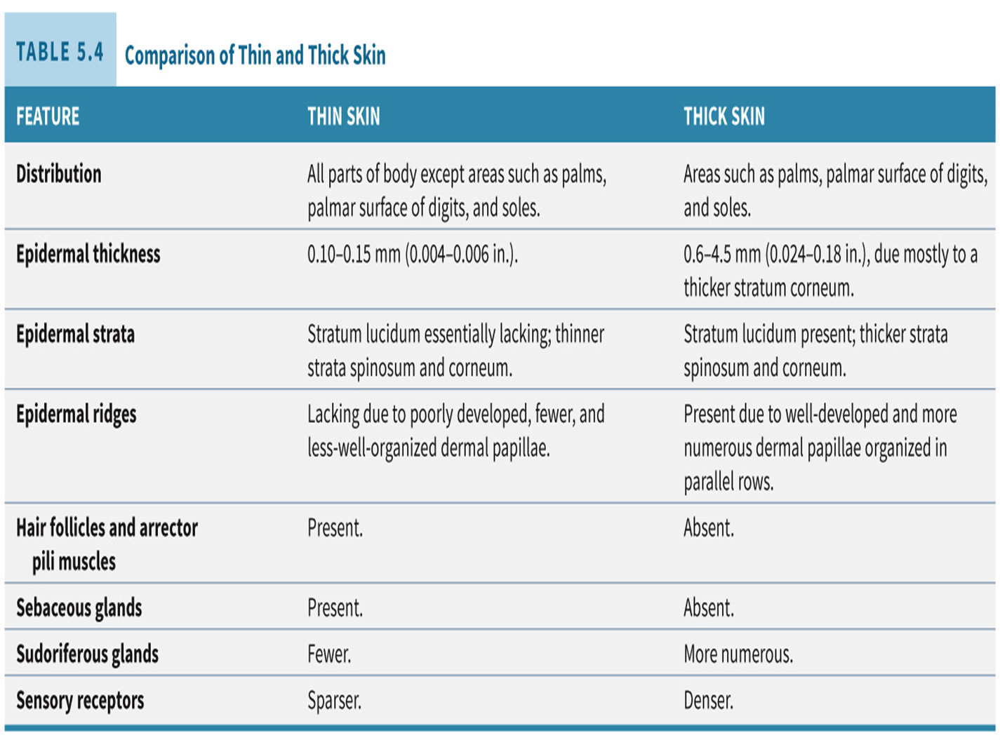 TABLE 5.4 Comparison of Thin and Thick Skin
FEATURE THIN SKIN THICK SKIN
Distribution All parts of body except areas such as palms, Areas such as palms, palmar surface of digits,
palmar surface of digits, and soles. and soles.
Epidermal thickness 0.10–0.15 mm (0.004–0.006 in.). 0.6–4.5 mm (0.024–0.18 in.), due mostly to a
thicker stratum corneum.
Epidermal strata Stratum lucidum essentially lacking; thinner Stratum lucidum present; thicker strata
strata spinosum and corneum. spinosum and corneum.
Epidermal ridges Lacking due to poorly developed, fewer, and Present due to well-developed and more
less-well-organized dermal papillae. numerous dermal papillae organized in
parallel rows.
Hair follicles and arrector Present. Absent.
pili muscles
Sebaceous glands Present. Absent.
Sudoriferous glands Fewer. More numerous.
Sensory receptors Sparser. Denser.